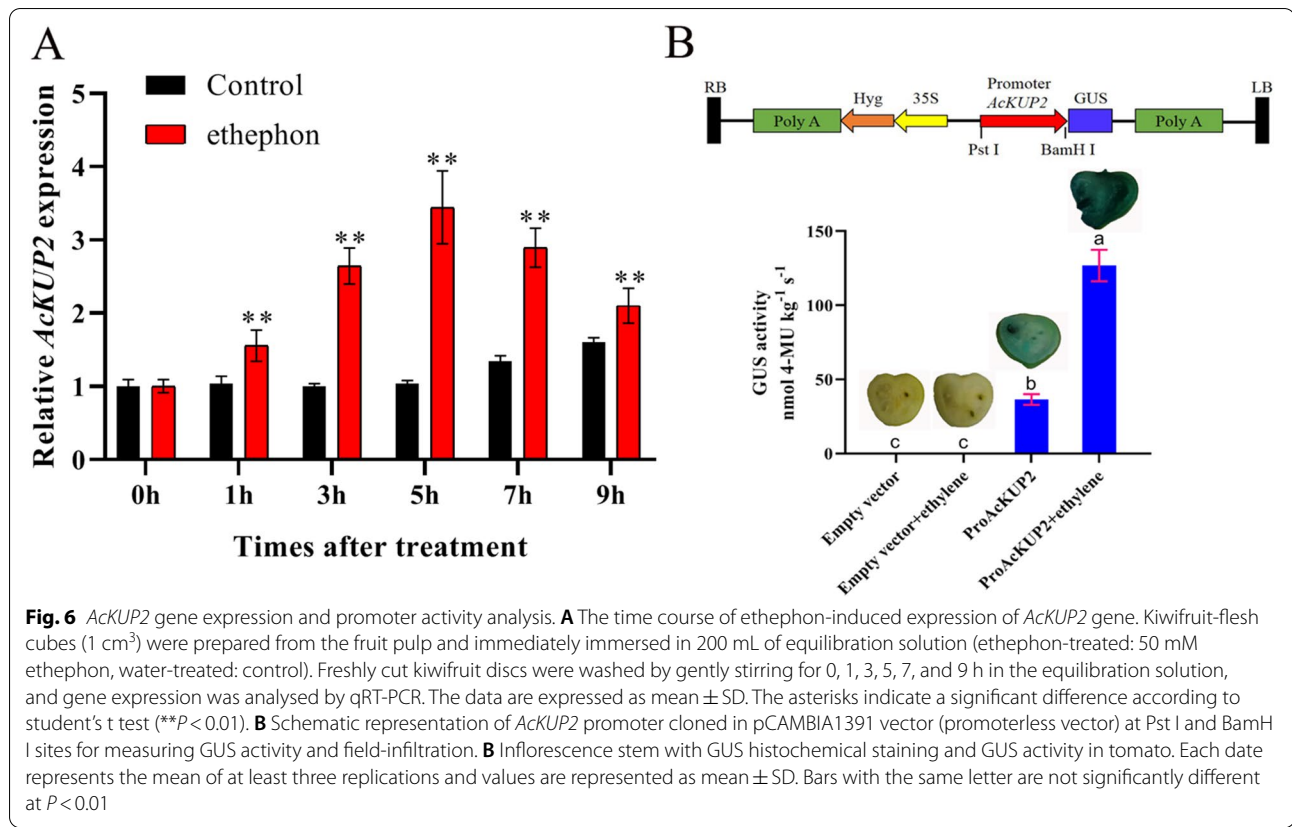 A
Control
ethephon
Relative AcKUP2 expression
5
4
3
2
1
0
**
**
**
**
**
0h 1h 3h 5h 7h 9h
Times after treatment
B
RB
LB
Poly A
Hyg
35S
Promoter
AcKUP2
GUS
Poly A
Pst I
BamH I
GUS activity
nmol 4-MU kg⁻¹ s⁻¹
150
100
50
0
c
c
b
a
Empty vector
Empty vector+ethylene
ProAcKUP2
ProAcKUP2+ethylene
Fig. 6 AcKUP2 gene expression and promoter activity analysis. A The time course of ethephon-induced expression of AcKUP2 gene. Kiwifruit-flesh
cubes (1 cm³) were prepared from the fruit pulp and immediately immersed in 200 mL of equilibration solution (ethephon-treated: 50 mM
ethephon, water-treated: control). Freshly cut kiwifruit discs were washed by gently stirring for 0, 1, 3, 5, 7, and 9 h in the equilibration solution,
and gene expression was analysed by qRT-PCR. The data are expressed as mean ± SD. The asterisks indicate a significant difference according to
student's t test (**P < 0.01). B Schematic representation of AcKUP2 promoter cloned in pCAMBIA1391 vector (promoterless vector) at Pst I and BamH
I sites for measuring GUS activity and field-infiltration. B Inflorescence stem with GUS histochemical staining and GUS activity in tomato. Each date
represents the mean of at least three replications and values are represented as mean ± SD. Bars with the same letter are not significantly different
at P < 0.01